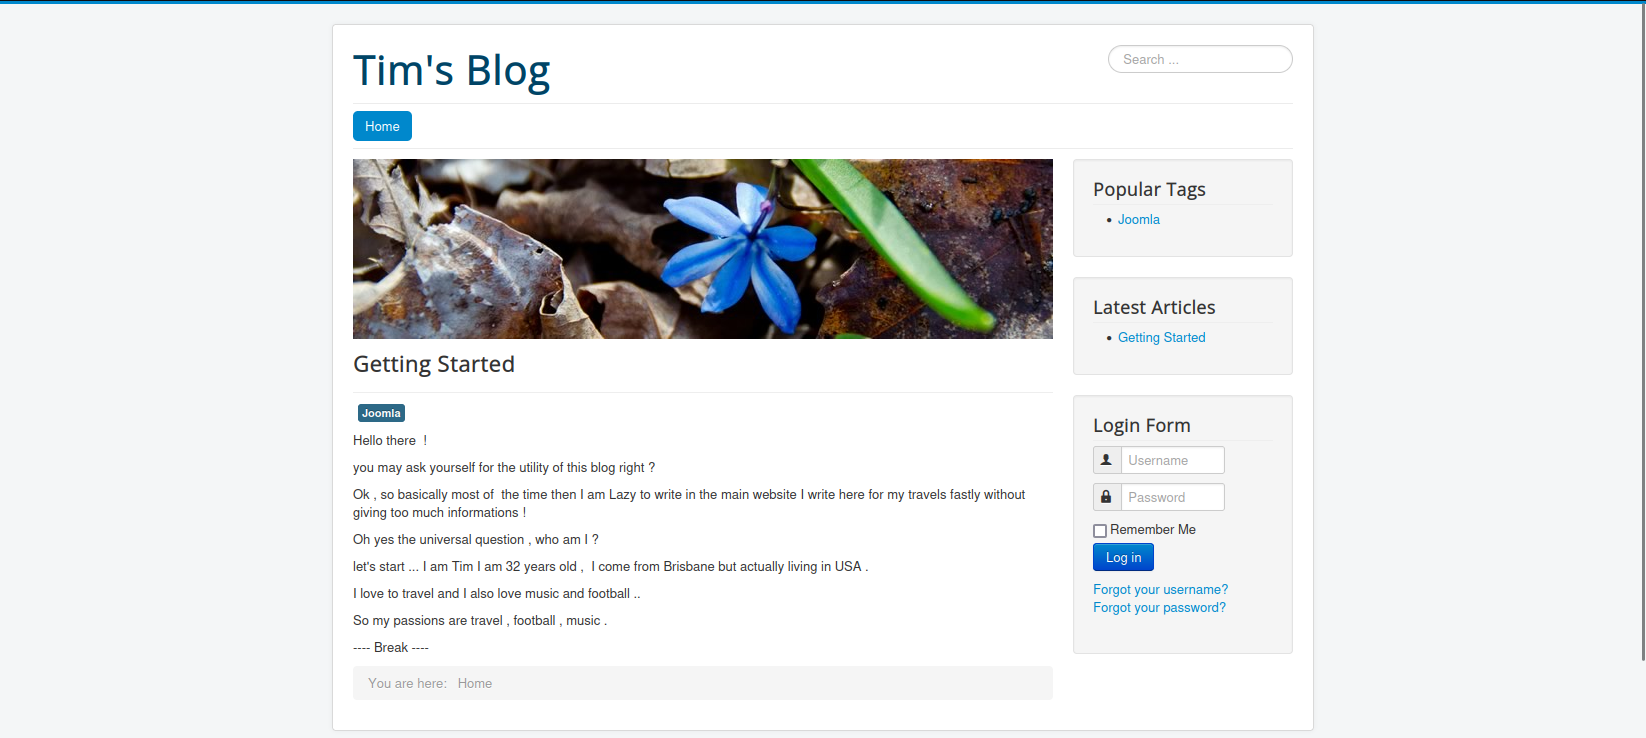 Tim's Blog
Search ...
Home
Getting Started
Joomla
Hello there  !
you may ask yourself for the utility of this blog right ?
Ok , so basically most of  the time then I am Lazy to write in the main website I write here for my travels fastly without
giving too much informations !
Oh yes the universal question , who am I ?
let's start ... I am Tim I am 32 years old ,  I come from Brisbane but actually living in USA .
I love to travel and I also love music and football ..
So my passions are travel , football , music .
---- Break ----
You are here: Home
Popular Tags
Joomla
Latest Articles
Getting Started
Login Form
Username
Password
Remember Me
Log in
Forgot your username?
Forgot your password?